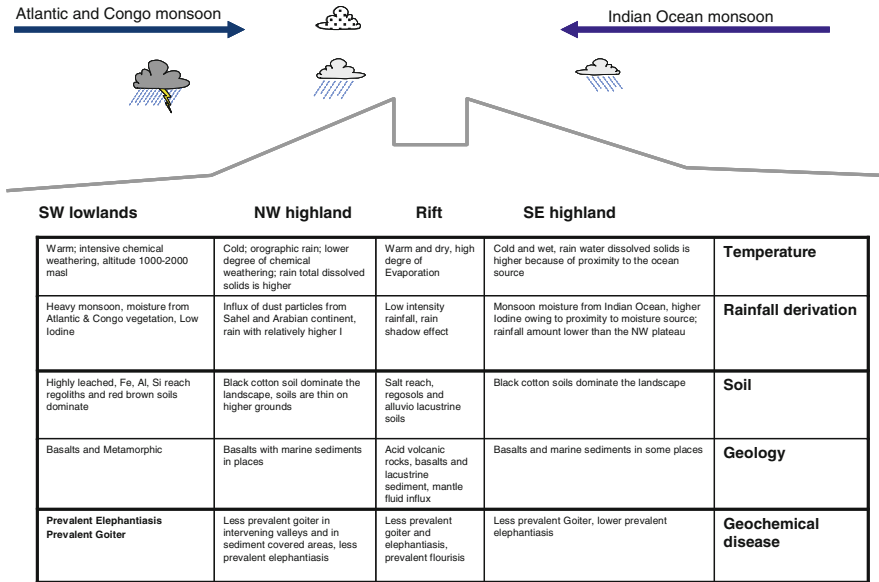 Atlantic and Congo monsoon
Indian Ocean monsoon
SW lowlands
NW highland
Rift
SE highland
Warm; intensive chemical
weathering, altitude 1000-2000
masl
Cold; orographic rain; lower
degree of chemical
weathering; rain total dissolved
solids is higher
Warm and dry, high
degre of
Evaporation
Cold and wet, rain water dissolved solids is
higher because of proximity to the ocean
source
Temperature
Heavy monsoon, moisture from
Atlantic & Congo vegetation, Low
Iodine
Influx of dust particles from
Sahel and Arabian continent,
rain with relatively higher I
Low intensity
rainfall, rain
shadow effect
Monsoon moisture from Indian Ocean, higher
Iodine owing to proximity to moisture source;
rainfall amount lower than the NW plateau
Rainfall derivation
Highly leached, Fe, Al, Si reach
regoliths and red brown soils
dominate
Black cotton soil dominate the
landscape, soils are thin on
higher grounds
Salt reach,
regosols and
alluvio lacustrine
soils
Black cotton soils dominate the landscape
Soil
Basalts and Metamorphic
Basalts with marine sediments
in places
Acid volcanic
rocks, basalts and
lacustrine
sediment, mantle
fluid influx
Basalts and marine sediments in some places
Geology
Prevalent Elephantiasis
Prevalent Goiter
Less prevalent goiter in
intervening valleys and in
sediment covered areas, less
prevalent elephantiasis
Less prevalent
goiter and
elephantiasis,
prevalent flourisis
Less prevalent Goiter, lower prevalent
elephantiasis
Geochemical
disease